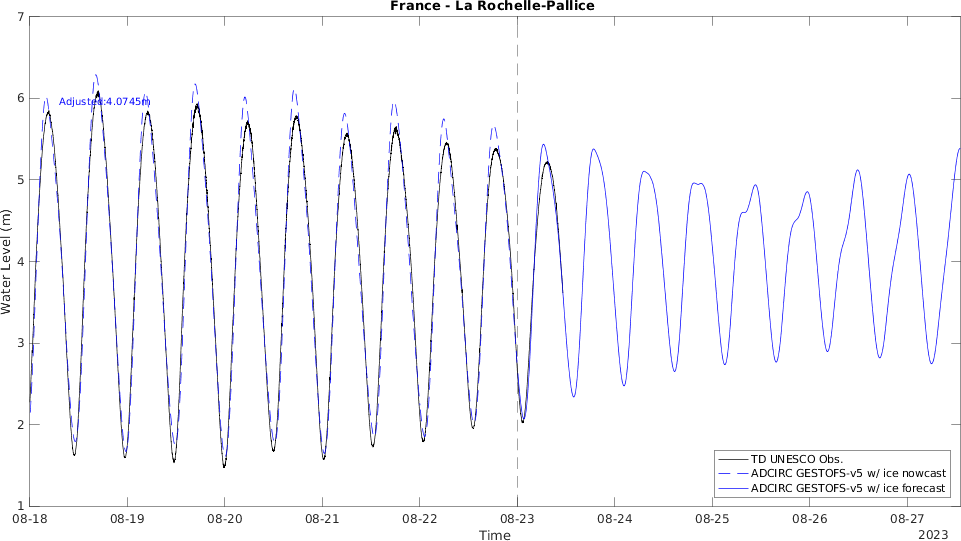 France - La Rochelle-Pallice
7
6
5
4
3
2
1
Water Level (m)
Adjusted:4.0745m
TD UNESCO Obs.
ADCIRC GESTOFS-v5 w/ ice nowcast
ADCIRC GESTOFS-v5 w/ ice forecast
08-18 08-19 08-20 08-21 08-22 08-23 08-24 08-25 08-26 08-27
Time
2023